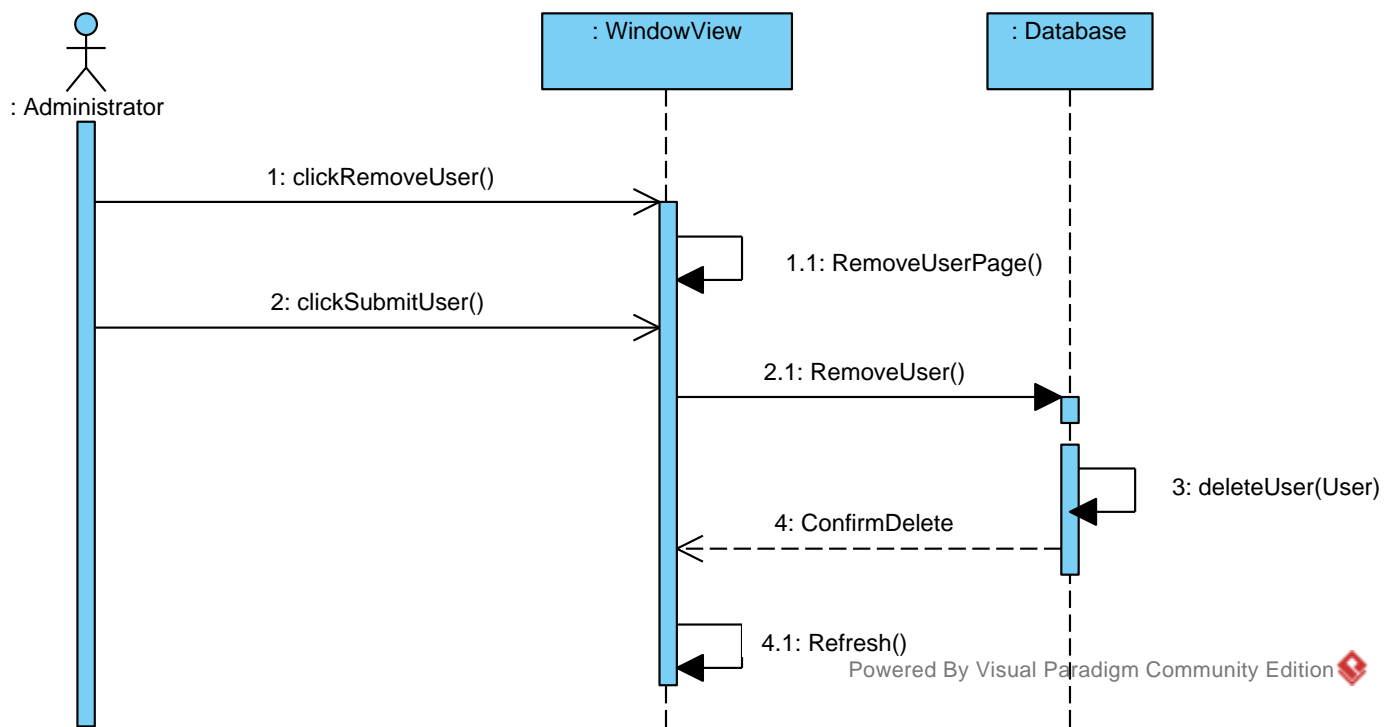 : WindowView
: Database
: Administrator
1: clickRemoveUser()
1.1: RemoveUserPage()
2: clickSubmitUser()
2.1: RemoveUser()
3: deleteUser(User)
4: ConfirmDelete
4.1: Refresh()
Powered By Visual Paradigm Community Edition